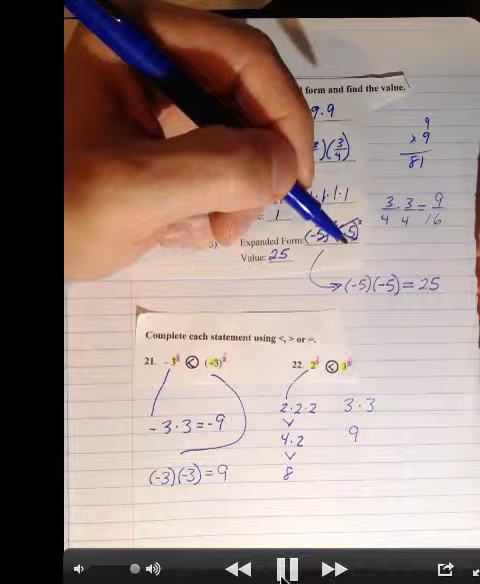 form and find the value.
9.9
9
)(3/4)
× 9
81
1.1.1
: 1
3/4 . 3/4 = 9/16
Expanded Form: (-5)
Value: 25
(-5)(-5) = 25
Complete each statement using <, > or =.
21. -3² < (-3)² 22. 2³ < 3²
2·2·2 3·3
-3·3=-9
4·2 9
(-3)(-3)=9 8